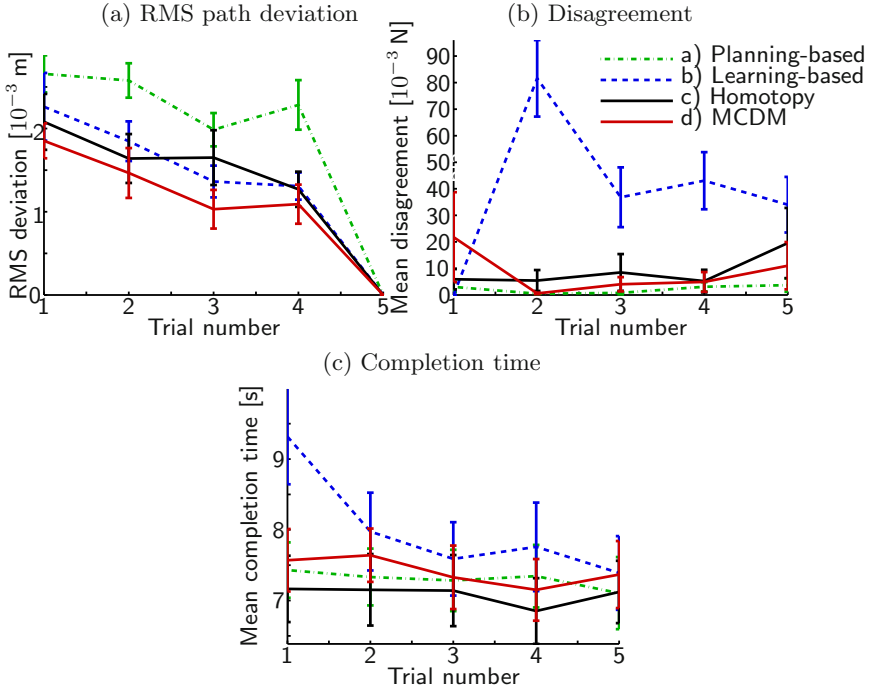 (a) RMS path deviation
RMS deviation [10⁻³ m]
2
1
0
1 2 3 4 5
Trial number
(b) Disagreement
Mean disagreement [10⁻³ N]
90
80
70
60
50
50
40
30
20
10
0
1 2 3 4 5
Trial number
a) Planning-based
b) Learning-based
c) Homotopy
d) MCDM
(c) Completion time
Mean completion time [s]
9
8
7
1 2 3 4 5
Trial number